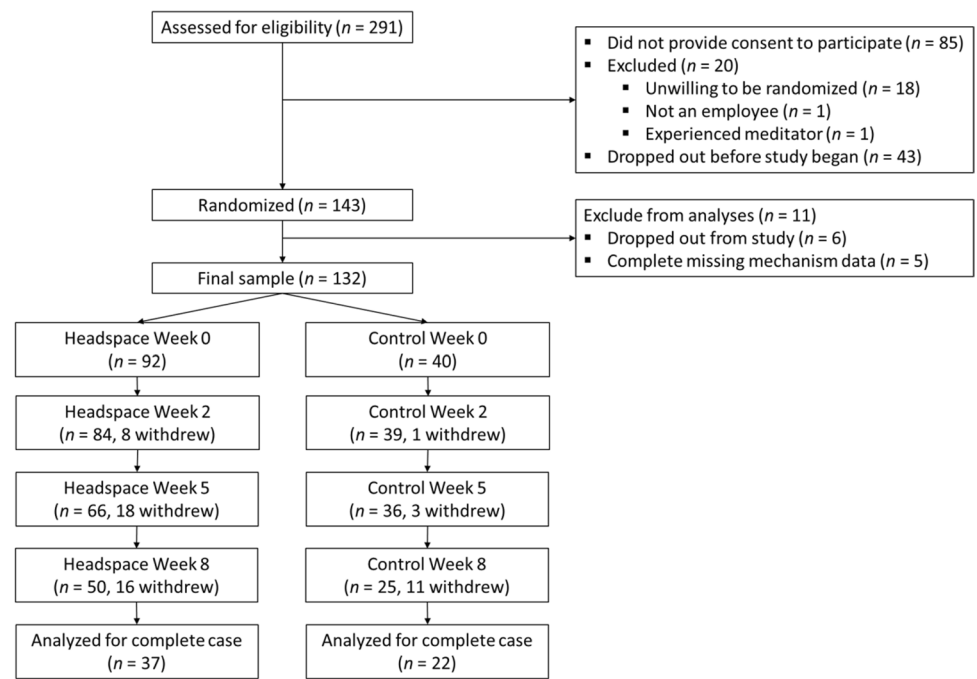 Assessed for eligibility (n = 291)
▪ Did not provide consent to participate (n = 85)
▪ Excluded (n = 20)
▪ Unwilling to be randomized (n = 18)
▪ Not an employee (n = 1)
▪ Experienced meditator (n = 1)
▪ Dropped out before study began (n = 43)
Randomized (n = 143)
Exclude from analyses (n = 11)
▪ Dropped out from study (n = 6)
▪ Complete missing mechanism data (n = 5)
Final sample (n = 132)
Headspace Week 0
(n = 92)
Control Week 0
(n = 40)
Headspace Week 2
(n = 84, 8 withdrew)
Control Week 2
(n = 39, 1 withdrew)
Headspace Week 5
(n = 66, 18 withdrew)
Control Week 5
(n = 36, 3 withdrew)
Headspace Week 8
(n = 50, 16 withdrew)
Control Week 8
(n = 25, 11 withdrew)
Analyzed for complete case
(n = 37)
Analyzed for complete case
(n = 22)